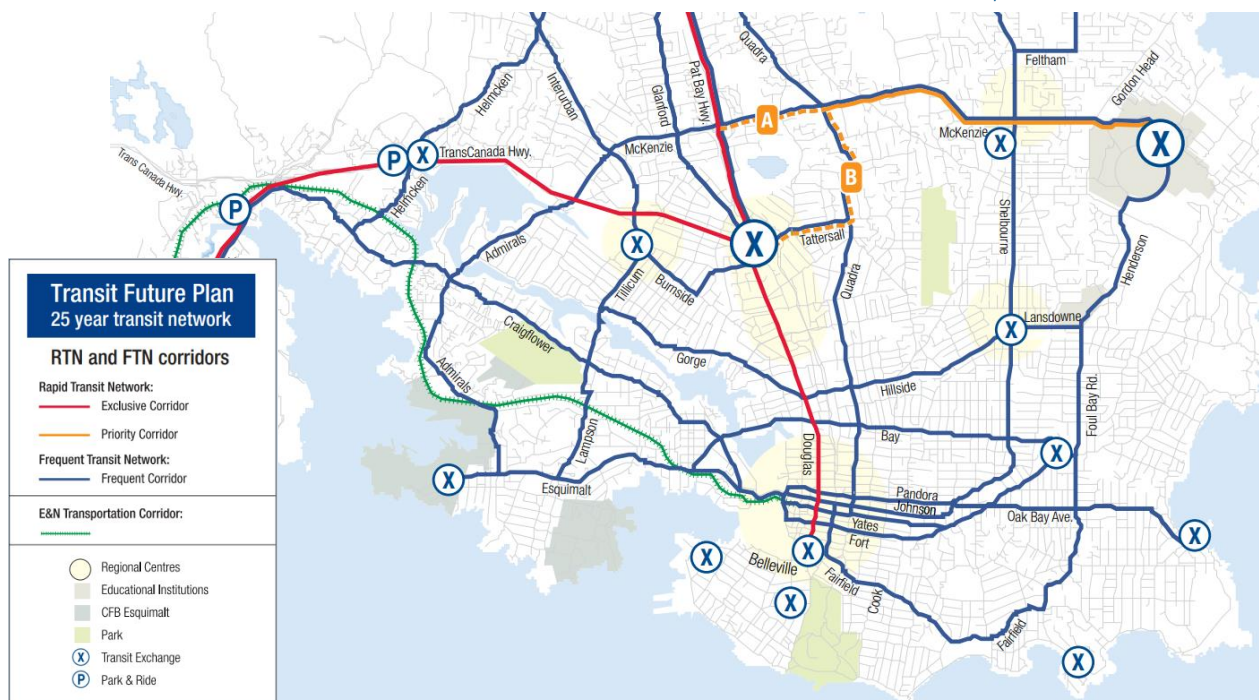 Quadra
Feltham
Gordon Head
Helmcken
Interurban
Glanford
Pat Bay Hwy.
A
McKenzie
X
McKenzie
X
P
X
TransCanada Hwy.
Trans Canada Hwy.
B
Helmcken
P
Shelbourne
Henderson
Admirals
X
X
Tattersall
Tillicum
Burnside
Quadra
Transit Future Plan
25 year transit network
RTN and FTN corridors
Rapid Transit Network:
Exclusive Corridor
Priority Corridor
Frequent Transit Network:
Frequent Corridor
E&N Transportation Corridor:
Regional Centres
Educational Institutions
CFB Esquimalt
Park
X Transit Exchange
P Park & Ride
X
Lansdowne
Craigflower
Gorge
Admirals
Hillside
Foul Bay Rd.
Lampson
Douglas
Bay
X
X
Esquimalt
Pandora
Johnson
Oak Bay Ave.
Yates
Fort
X
X
Belleville
X
Fairfield
Cook
X
Fairfield
X